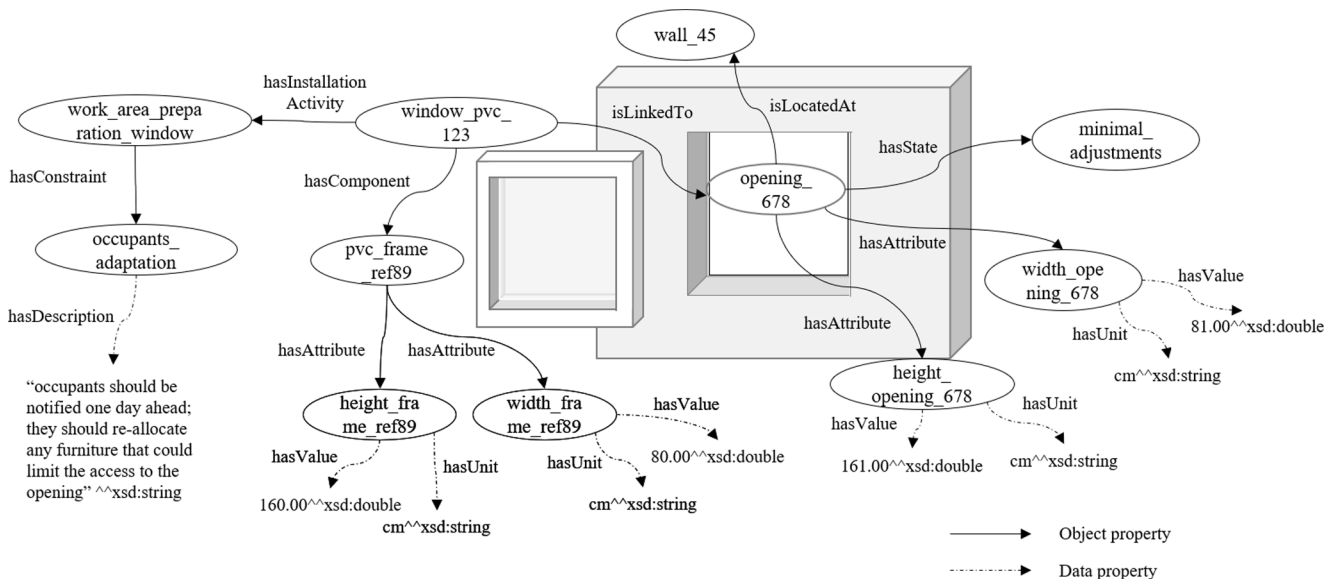 wall_45
hasInstallation
Activity
work_area_prepa
ration_window
window_pvc_
123
isLinkedTo
isLocatedAt
hasState
minimal_
adjustments
hasConstraint
hasComponent
opening_
678
occupants_
adaptation
pvc_frame
_ref89
hasAttribute
width_ope
ning_678
hasValue
81.00^^xsd:double
hasUnit
cm^^xsd:string
hasDescription
hasAttribute
hasAttribute
hasAttribute
“occupants should be
notified one day ahead;
they should re-allocate
any furniture that could
limit the access to the
opening” ^^xsd:string
height_fra
me_ref89
width_fra
me_ref89
hasValue
80.00^^xsd:double
height_
opening_678
hasValue
hasUnit
161.00^^xsd:double
cm^^xsd:string
hasValue
hasUnit
hasUnit
160.00^^xsd:double
cm^^xsd:string
cm^^xsd:string
Object property
Data property